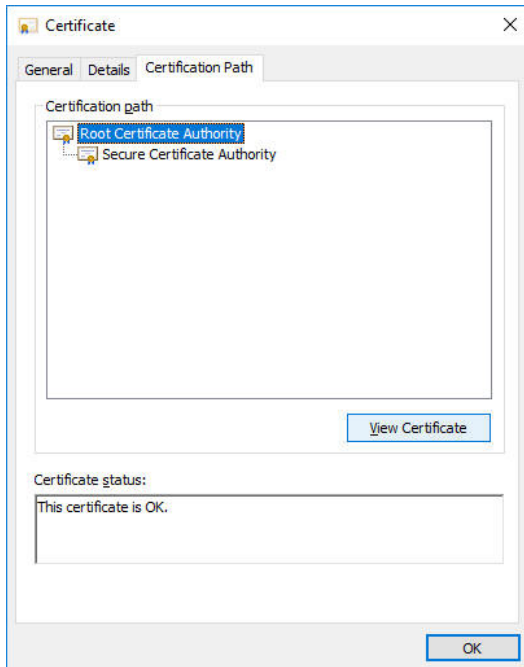 Certificate
General Details Certification Path
Certification path
Root Certificate Authority
Secure Certificate Authority
View Certificate
Certificate status:
This certificate is OK.
OK